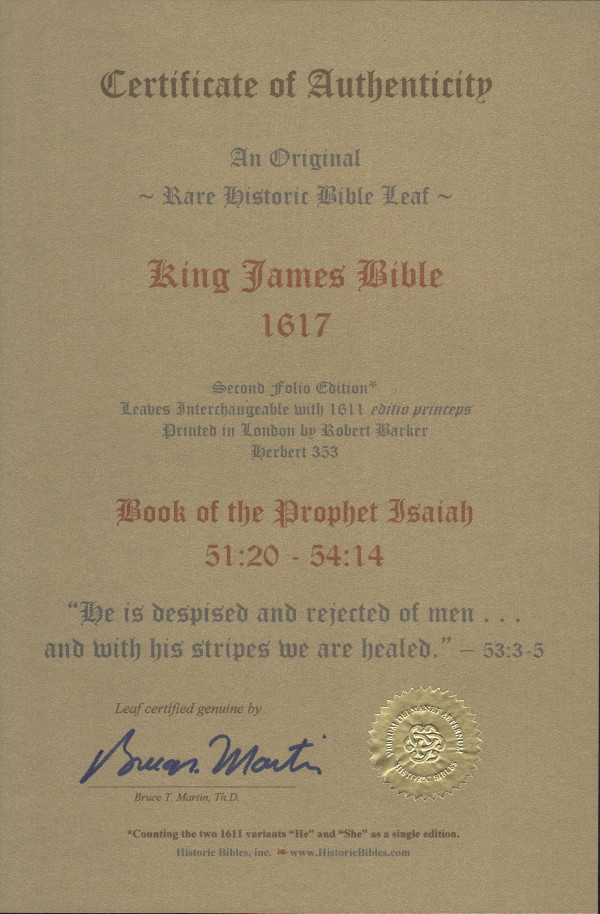 Certificate of Authenticity
An Original
~ Rare Historic Bible Leaf ~
King James Bible
1617
Second Folio Edition*
Leaves Interchangeable with 1611 editio princeps
Printed in London by Robert Barker
Herbert 353
Book of the Prophet Isaiah
51:20 - 54:14
“He is despised and rejected of men . . .
and with his stripes we are healed.” – 53:3-5
Leaf certified genuine by
Bruce T. Martin
Bruce T. Martin, Th.D.
VERBUM DEI MANET AETERNUM
HISTORIC BIBLES
*Counting the two 1611 variants “He” and “She” as a single edition.
Historic Bibles, inc. ❧ www.HistoricBibles.com